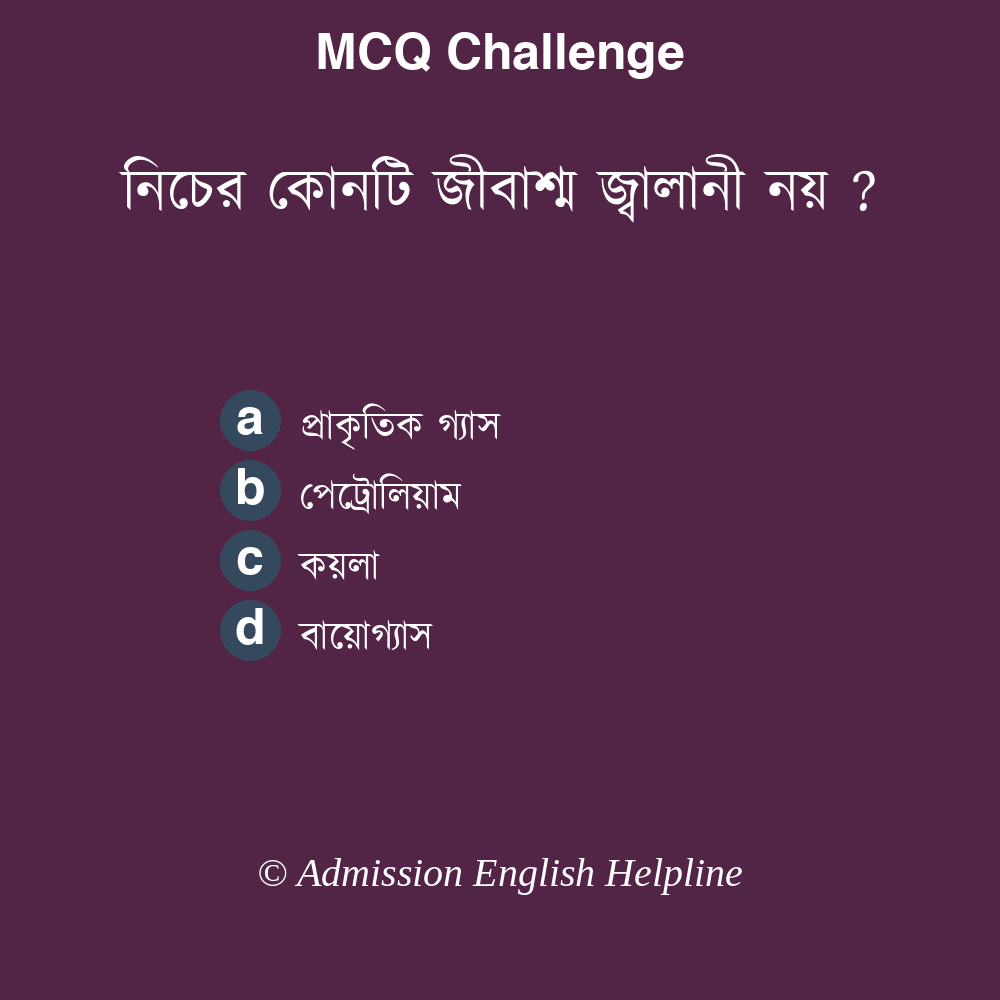 MCQ Challenge
নিচের কোনটি জীবাশ্ম জ্বালানী নয় ?
a প্রাকৃতিক গ্যাস
b পেট্রোলিয়াম
c কয়লা
d বায়োগ্যাস
© Admission English Helpline